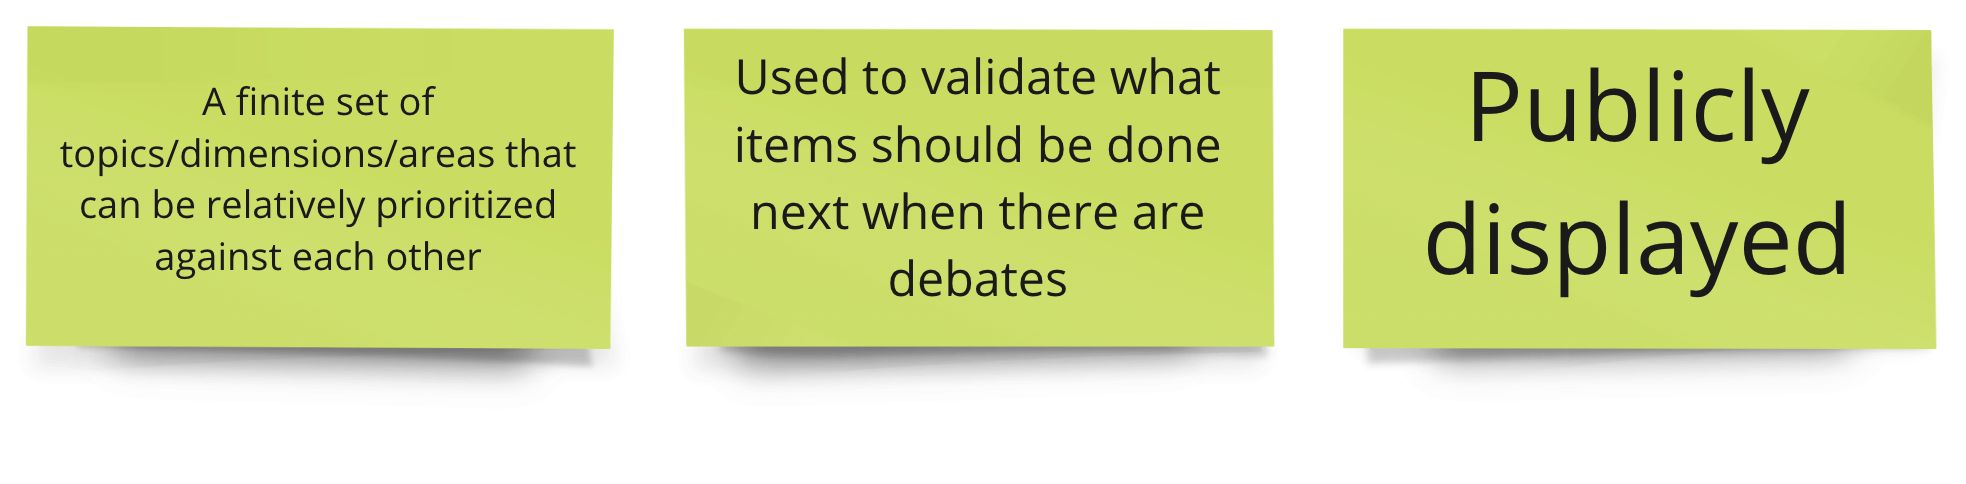 A finite set of
topics/dimensions/areas that
can be relatively prioritized
against each other
Used to validate what
items should be done
next when there are
debates
Publicly
displayed